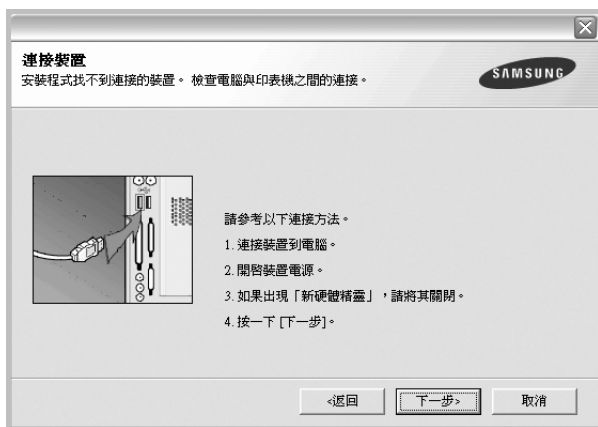 連接裝置
安裝程式找不到連接的裝置。檢查電腦與印表機之間的連接。
SAMSUNG
請參考以下連接方法。
1. 連接裝置到電腦。
2. 開啓裝置電源。
3. 如果出現「新硬體精靈」，請將其關閉。
4. 按一下 [下一步]。
<返回
下一步>
取消